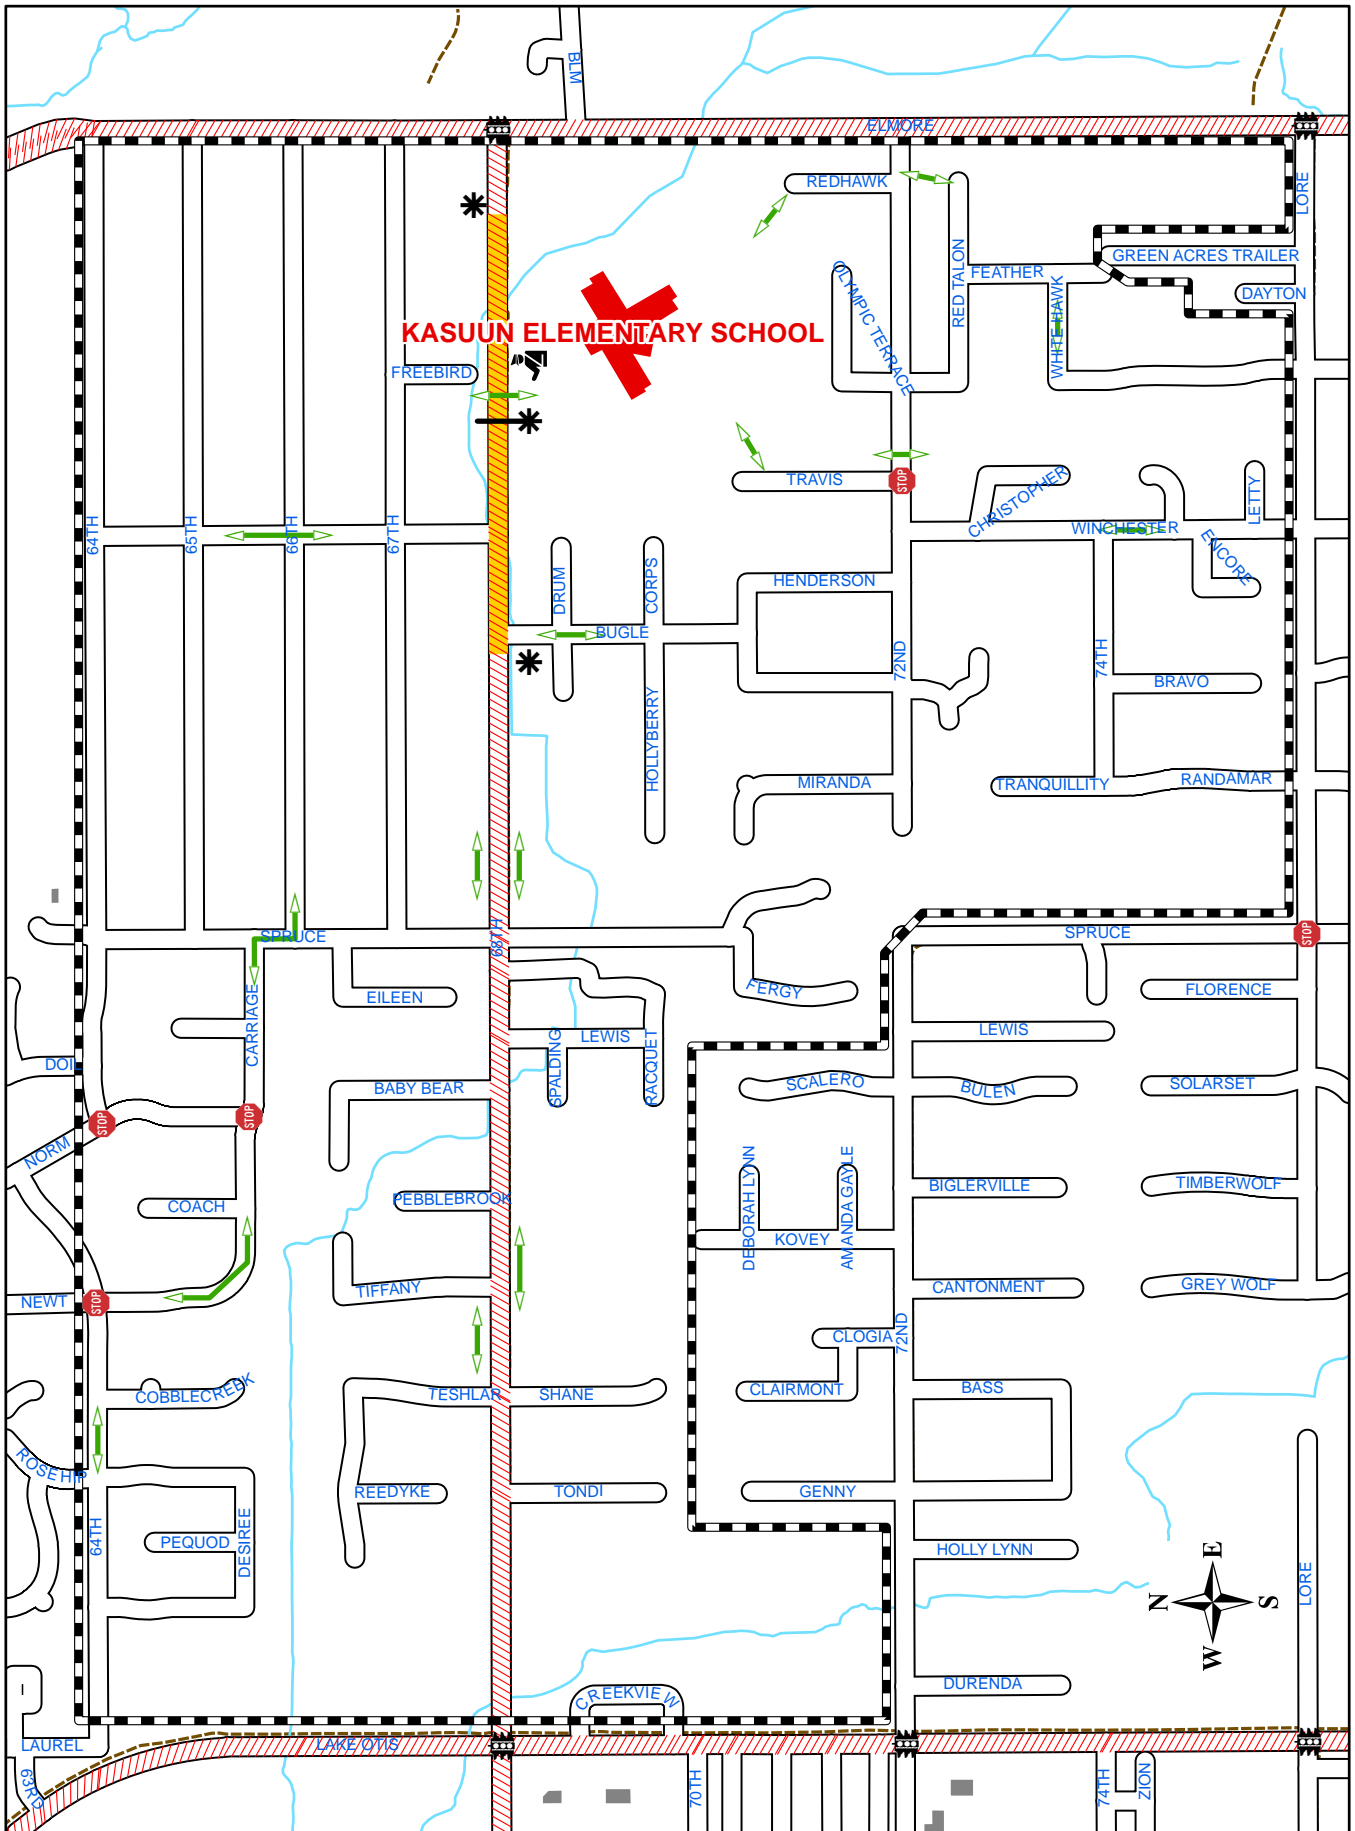 BLM
ELMORE
REDHAWK
LORE
RED TALON
GREEN ACRES TRAILER
FEATHER
OLYMPIC TERRACE
WHITE HAWK
DAYTON
KASUUN ELEMENTARY SCHOOL
FREEBIRD
TRAVIS
STOP
CHRISTOPHER
LETTY
64TH
65TH
66TH
67TH
WINCHESTER
ENCORE
DRUM
CORPS
HENDERSON
BUGLE
72ND
74TH
BRAVO
HOLLYBERRY
MIRANDA
TRANQUILLITY
RANDAMAR
SPRUCE
68TH
SPRUCE
STOP
EILEEN
FERGY
FLORENCE
CARRIAGE
LEWIS
LEWIS
DOIL
SPALDING
RACQUET
BABY BEAR
SCALERO
BULEN
SOLARSET
STOP
STOP
NORM
DEBORAH LYNN
AMANDA GAYLE
COACH
PEBBLEBROOK
BIGLERVILLE
TIMBERWOLF
KOVEY
NEWT
STOP
TIFFANY
CANTONMENT
GREY WOLF
CLOGIA
72ND
COBBLECREEK
TESHLAR
SHANE
CLAIRMONT
BASS
ROSEHIP
REEDYKE
TONDI
GENNY
64TH
PEQUOD
DESIREE
HOLLY LYNN
E
N
S
W
LORE
CREEKVIEW
DURENDA
LAUREL
LAKE OTIS
63RD
70TH
74TH
ZION